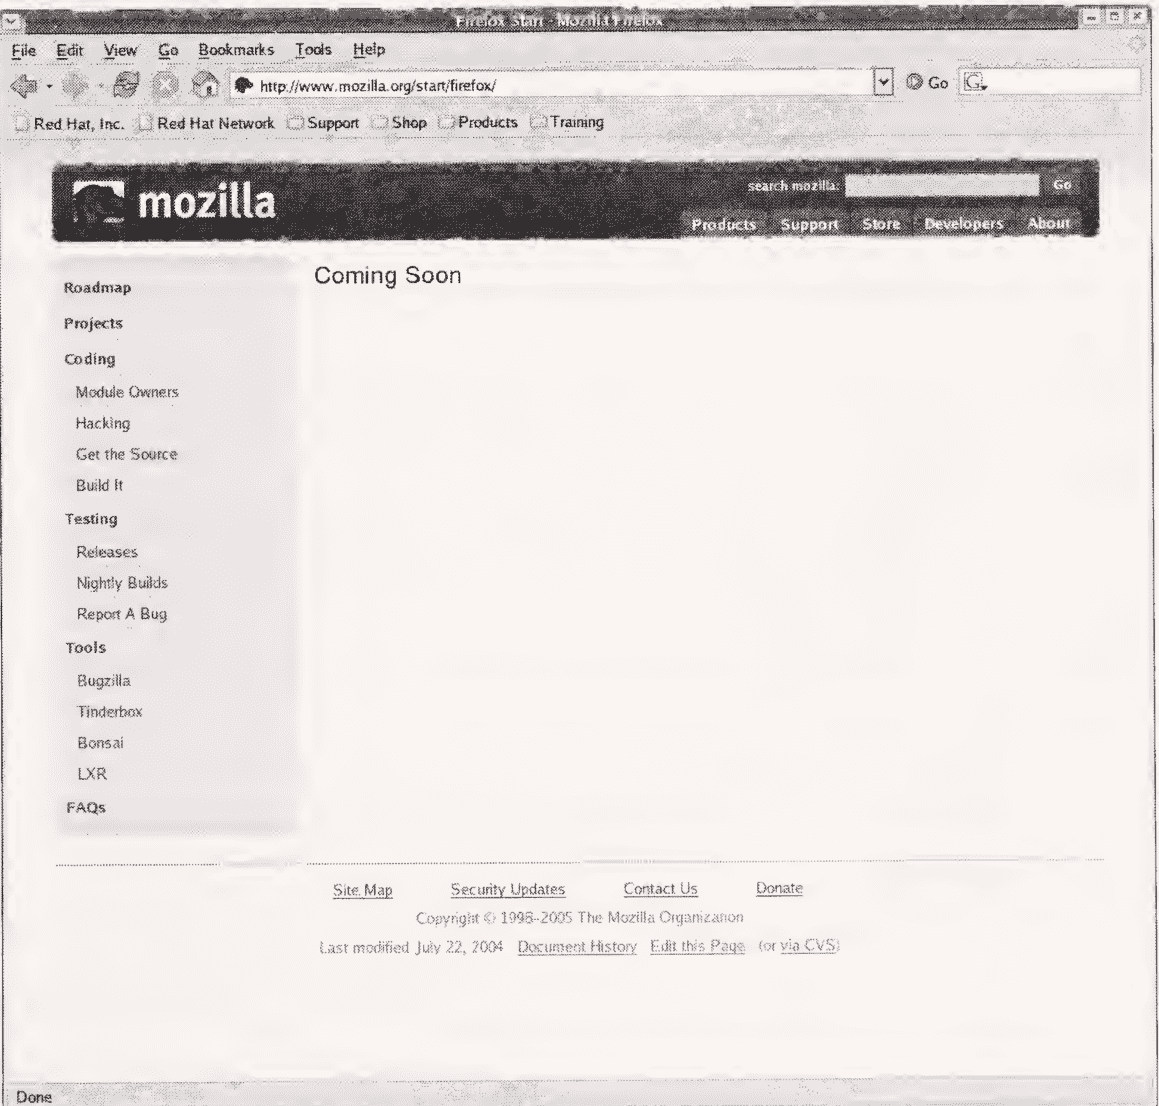 Firefox Start - Mozilla Firefox
File Edit View Go Bookmarks Tools Help
http://www.mozilla.org/start/firefox/ Go G
Red Hat, Inc. Red Hat Network Support Shop Products Training
mozilla
search mozilla: Go
Products Support Store Developers About
Coming Soon
Roadmap
Projects
Coding
Module Owners
Hacking
Get the Source
Build It
Testing
Releases
Nightly Builds
Report A Bug
Tools
Bugzilla
Tinderbox
Bonsai
LXR
FAQs
Site Map Security Updates Contact Us Donate
Copyright © 1998-2005 The Mozilla Organization
Last modified July 22, 2004 Document History Edit this Page (or via CVS)
Done